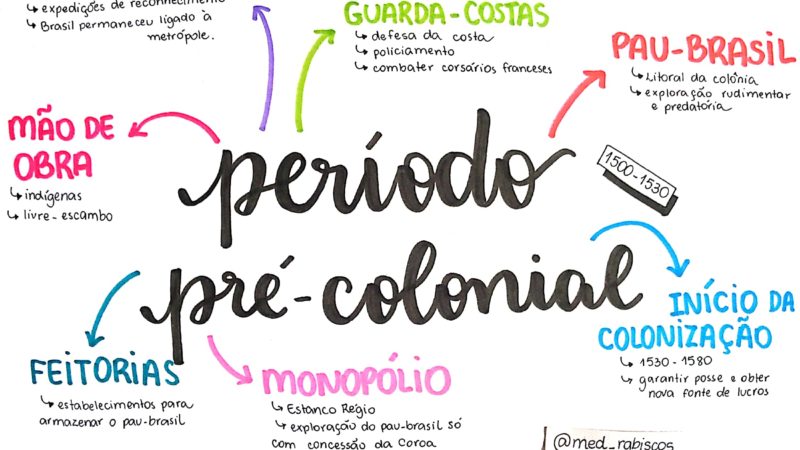 ↳ expedições de reconhecimento
↳ Brasil permaneceu ligado à
metrópole.
GUARDA-COSTAS
↳ defesa da costa
↳ policiamento
↳ combater corsários franceses
PAU-BRASIL
↳ Litoral da colônia
↳ exploração rudimentar
e predatória
MÃO DE
OBRA
↳ indígenas
↳ livre-escambo
período
pré-colonial
1500-1530
INÍCIO DA
COLONIZAÇÃO
↳ 1530-1580
↳ garantir posse e obter
nova fonte de lucros
FEITORIAS
↳ estabelecimentos para
armazenar o pau-brasil
MONOPÓLIO
↳ Estanco Régio
↳ exploração do pau-brasil só
com concessão da Coroa
@med_rabiscos